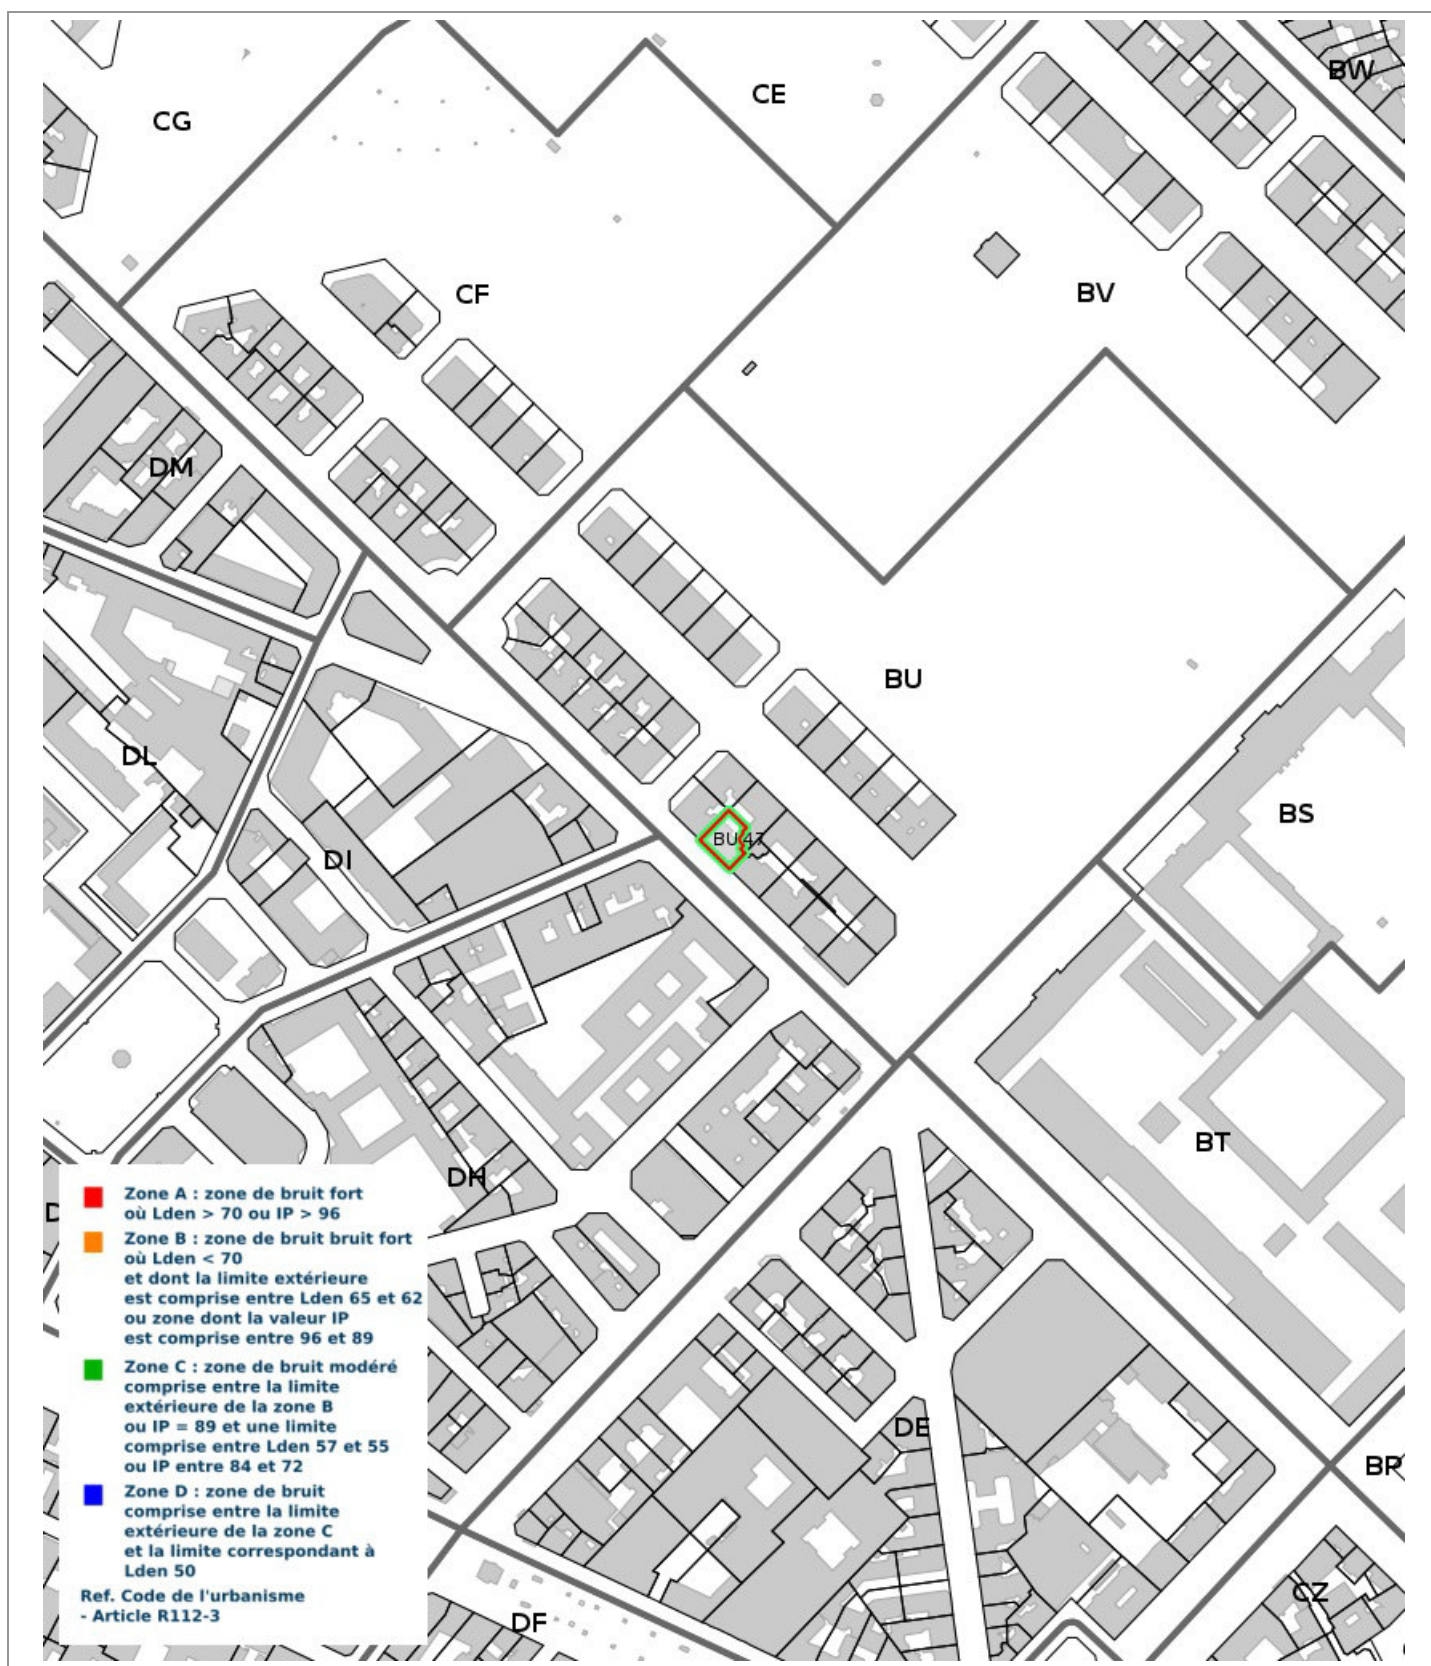 BW
CE
CG
BV
CF
DM
BU
DL
BS
BU 47
DI
BT
DH
D
Zone A : zone de bruit fort
où Lden > 70 ou IP > 96
Zone B : zone de bruit bruit fort
où Lden < 70
et dont la limite extérieure
est comprise entre Lden 65 et 62
ou zone dont la valeur IP
est comprise entre 96 et 89
Zone C : zone de bruit modéré
comprise entre la limite
extérieure de la zone B
ou IP = 89 et une limite
comprise entre Lden 57 et 55
ou IP entre 84 et 72
Zone D : zone de bruit
comprise entre la limite
extérieure de la zone C
et la limite correspondant à
Lden 50
Ref. Code de l'urbanisme
- Article R112-3
DE
BP
CZ
DF